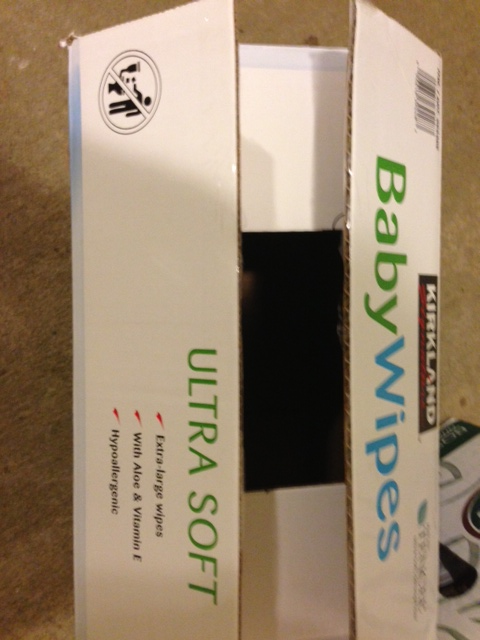 KIRKLAND
BabyWipes
ULTRA SOFT
Extra-large wipes
With Aloe & Vitamin E
Hypoallergenic